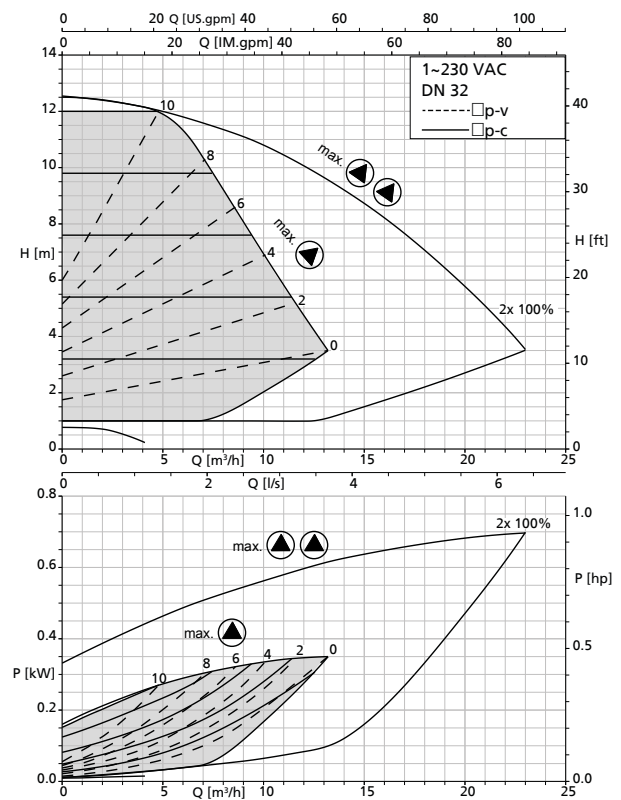 0 20 Q [US.gpm] 40 60 80 100
0 20 Q [IM.gpm] 40 60 80
14 12 10 8 6 4 2 0
H [m]
1~230 VAC
DN 32
□p-v
□p-c
10
8
6
4
2
0
max.
max.
2x 100%
40 30 20 10 0
H [ft]
0 5 Q [m³/h] 10 15 20 25
0 2 Q [l/s] 4 6
0.8 0.6 0.4 0.2 0.0
P [kW]
2x 100%
max.
max.
10 8 6 4 2 0
1.0 0.5 0.0
P [hp]
0 5 Q [m³/h] 10 15 20 25